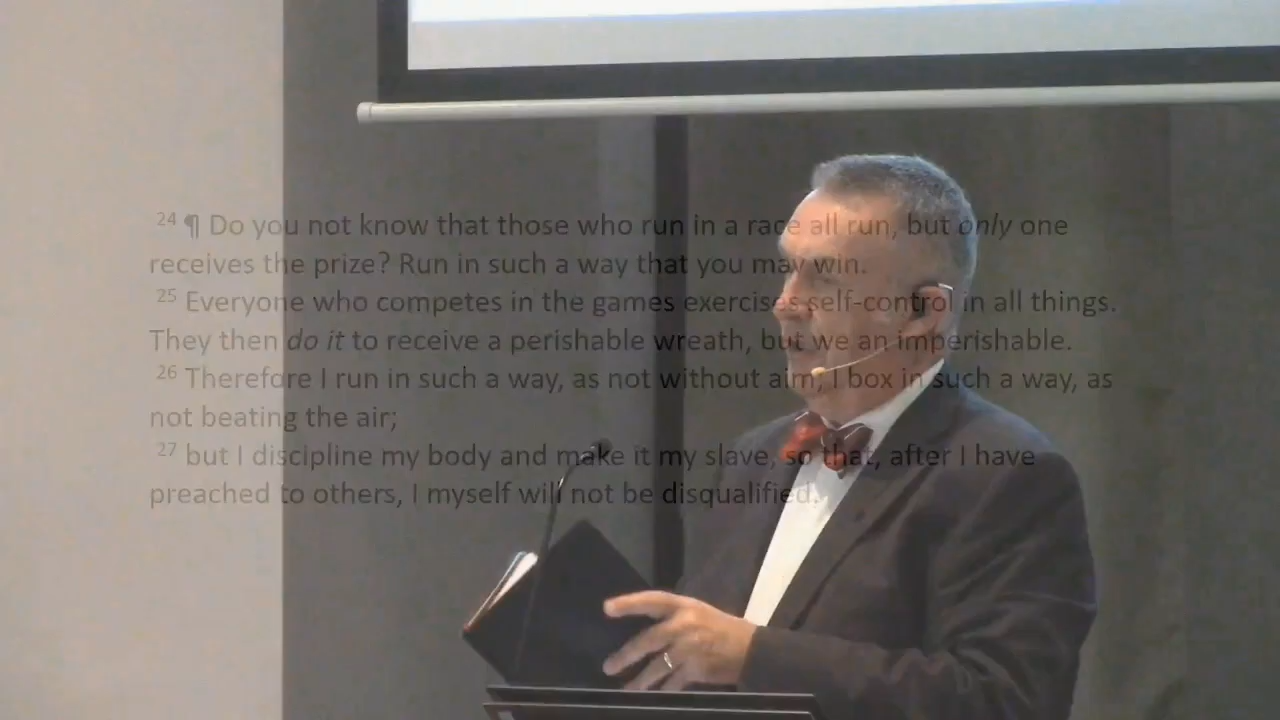 24 ¶ Do you not know that those who run in a race all run, but only one
receives the prize? Run in such a way that you may win.
25 Everyone who competes in the games exercises self-control in all things.
They then do it to receive a perishable wreath, but we an imperishable.
26 Therefore I run in such a way, as not without aim; I box in such a way, as
not beating the air;
27 but I discipline my body and make it my slave, so that, after I have
preached to others, I myself will not be disqualified.